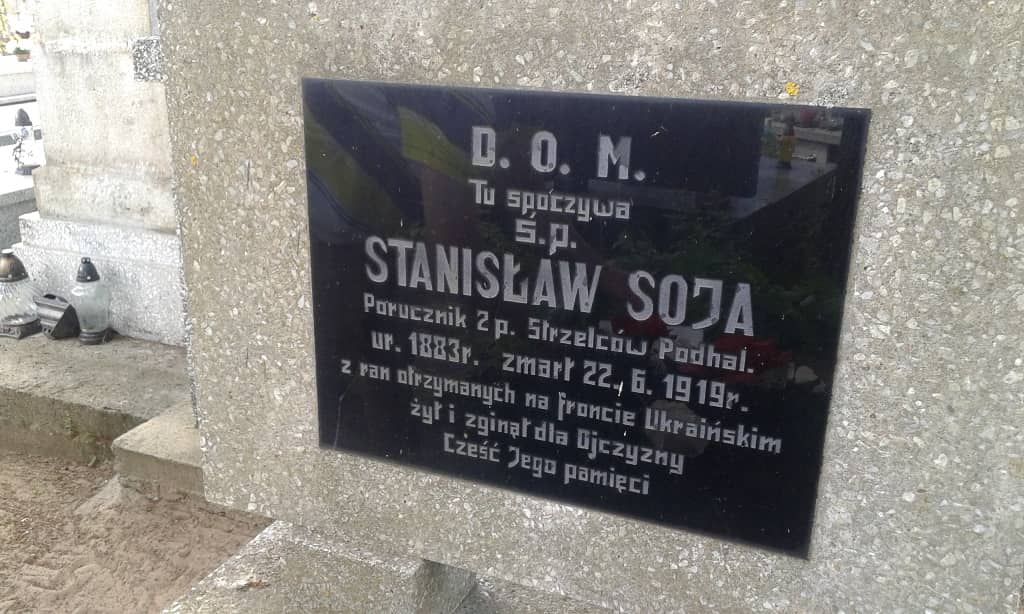 D. O. M.
Tu spoczywa
Ś.p.
STANISŁAW SOJA
Porucznik 2 p. Strzelców Podhal.
ur. 1883r. zmarł 22. 6. 1919r.
z ran otrzymanych na froncie Ukraińskim
żył i zginął dla Ojczyzny
Cześć Jego pamięci